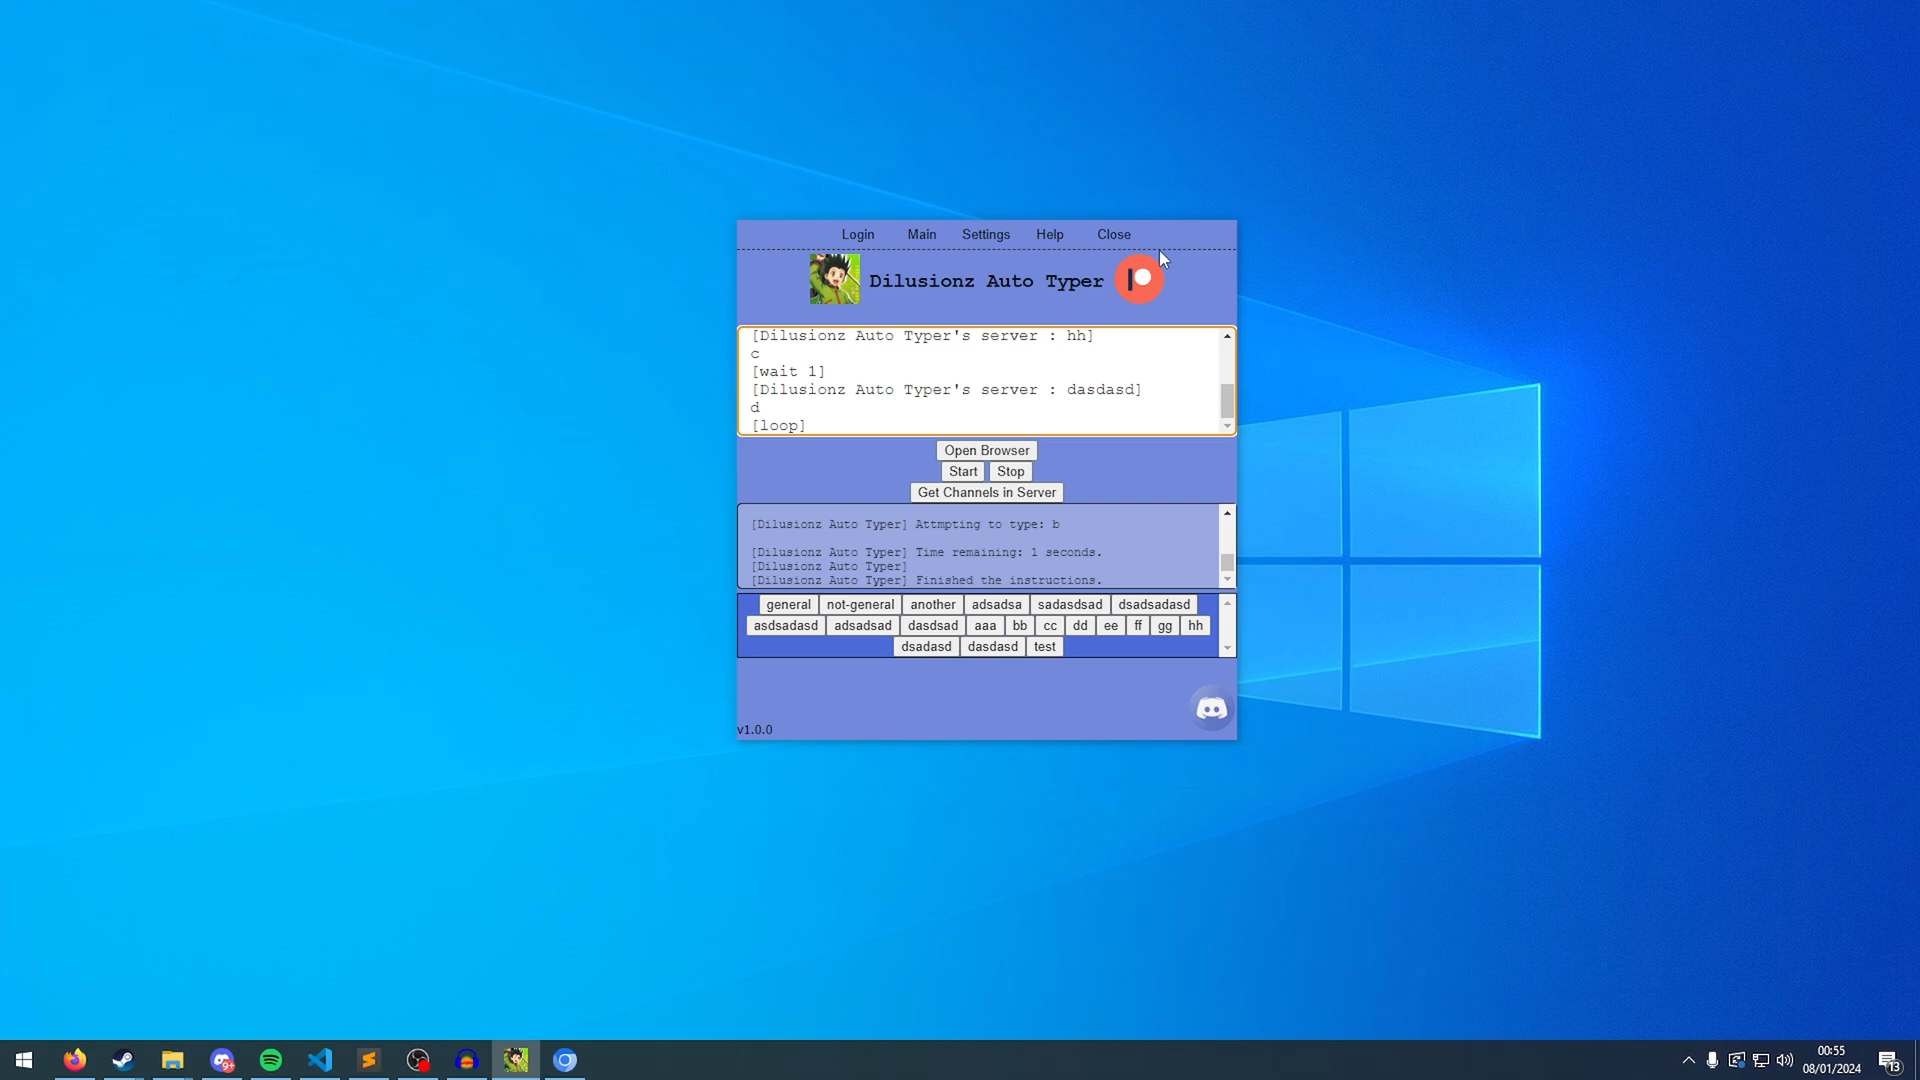 Login Main Settings Help Close
Dilusionz Auto Typer
[Dilusionz Auto Typer's server : hh]
c
[wait 1]
[Dilusionz Auto Typer's server : dasdasd]
d
[loop]
Open Browser
Start Stop
Get Channels in Server
[Dilusionz Auto Typer] Attmpting to type: b
[Dilusionz Auto Typer] Time remaining: 1 seconds.
[Dilusionz Auto Typer]
[Dilusionz Auto Typer] Finished the instructions.
general not-general another adsadsa sadasdsad dsadsadasd
asdsadasd adsadsad dasdsad aaa bb cc dd ee ff gg hh
dsadasd dasdasd test
v1.0.0
9+
00:55
08/01/2024
13